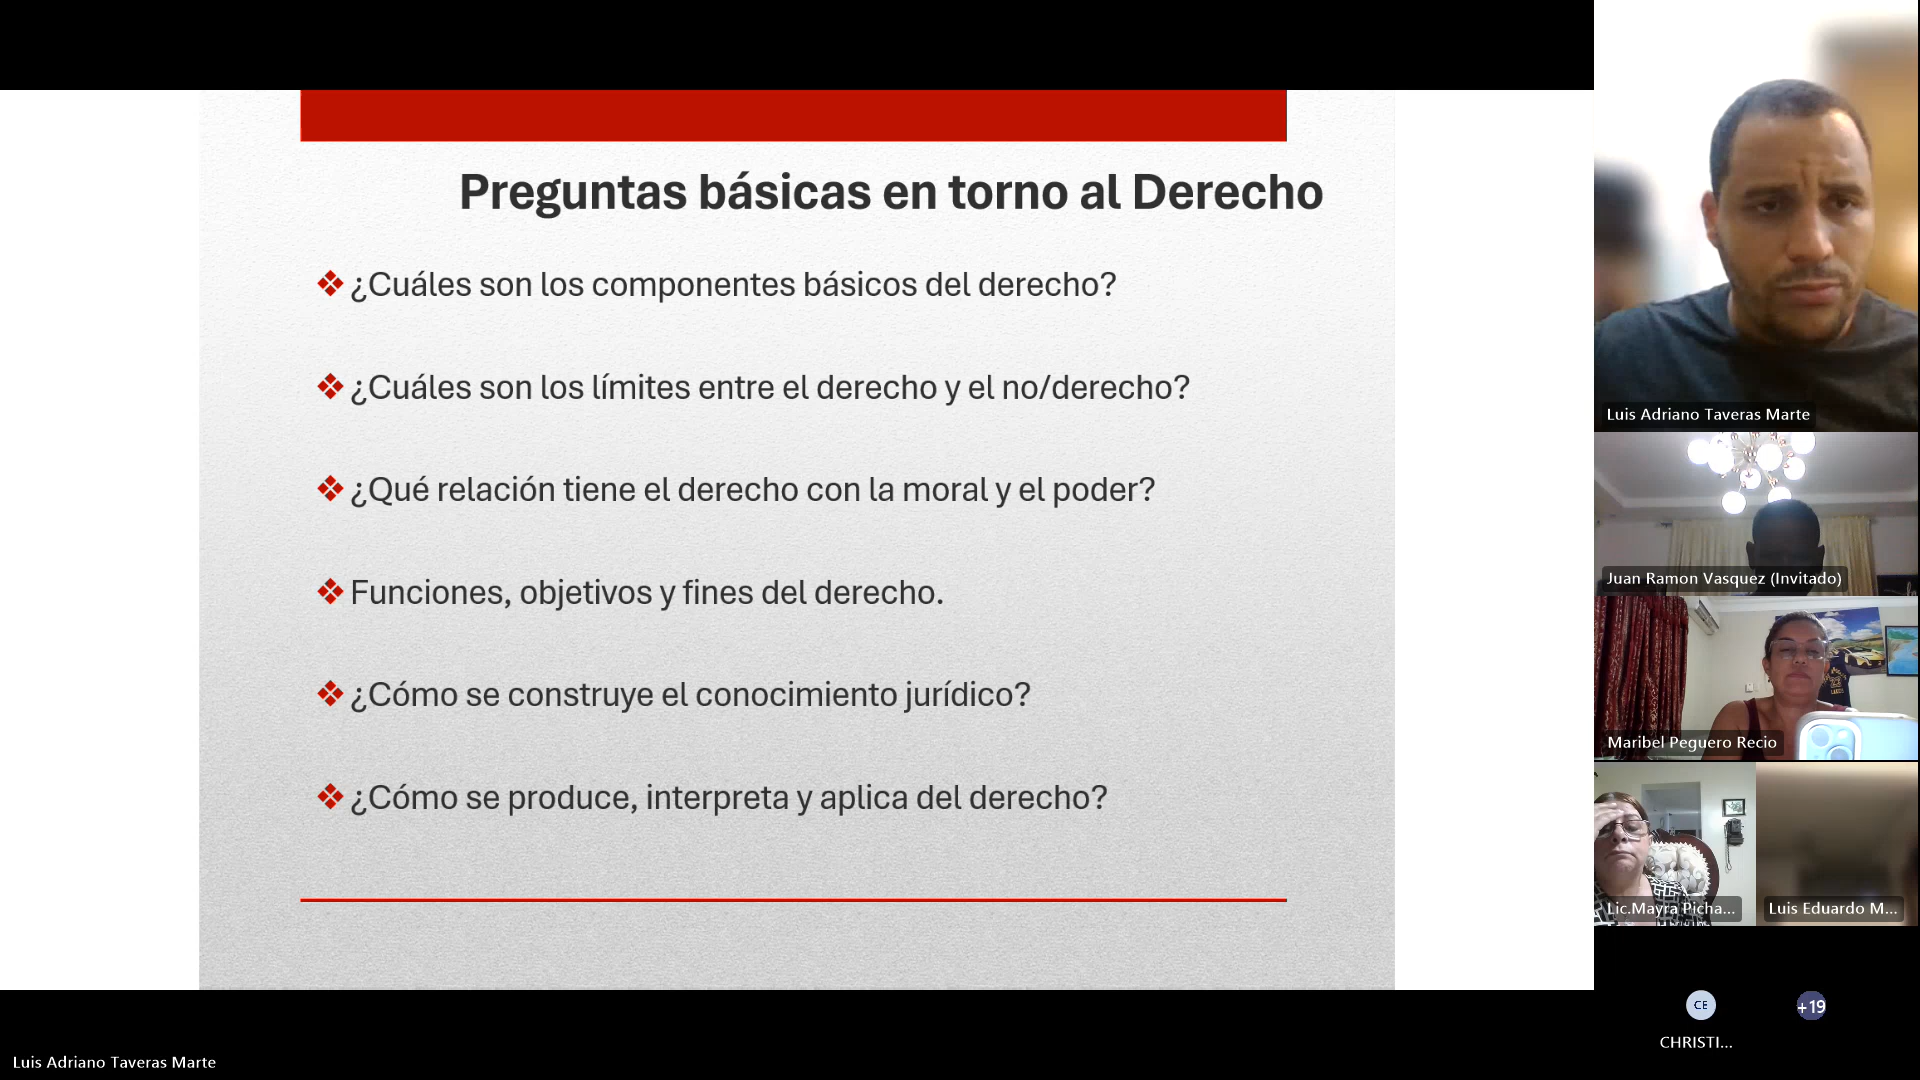 Preguntas básicas en torno al Derecho
¿Cuáles son los componentes básicos del derecho?
¿Cuáles son los límites entre el derecho y el no/derecho?
¿Qué relación tiene el derecho con la moral y el poder?
Funciones, objetivos y fines del derecho.
¿Cómo se construye el conocimiento jurídico?
¿Cómo se produce, interpreta y aplica del derecho?
Luis Adriano Taveras Marte
Juan Ramon Vasquez (Invitado)
Maribel Peguero Recio
Lic.Mayra Picha...
Luis Eduardo M...
CE
+19
CHRISTI...
Luis Adriano Taveras Marte